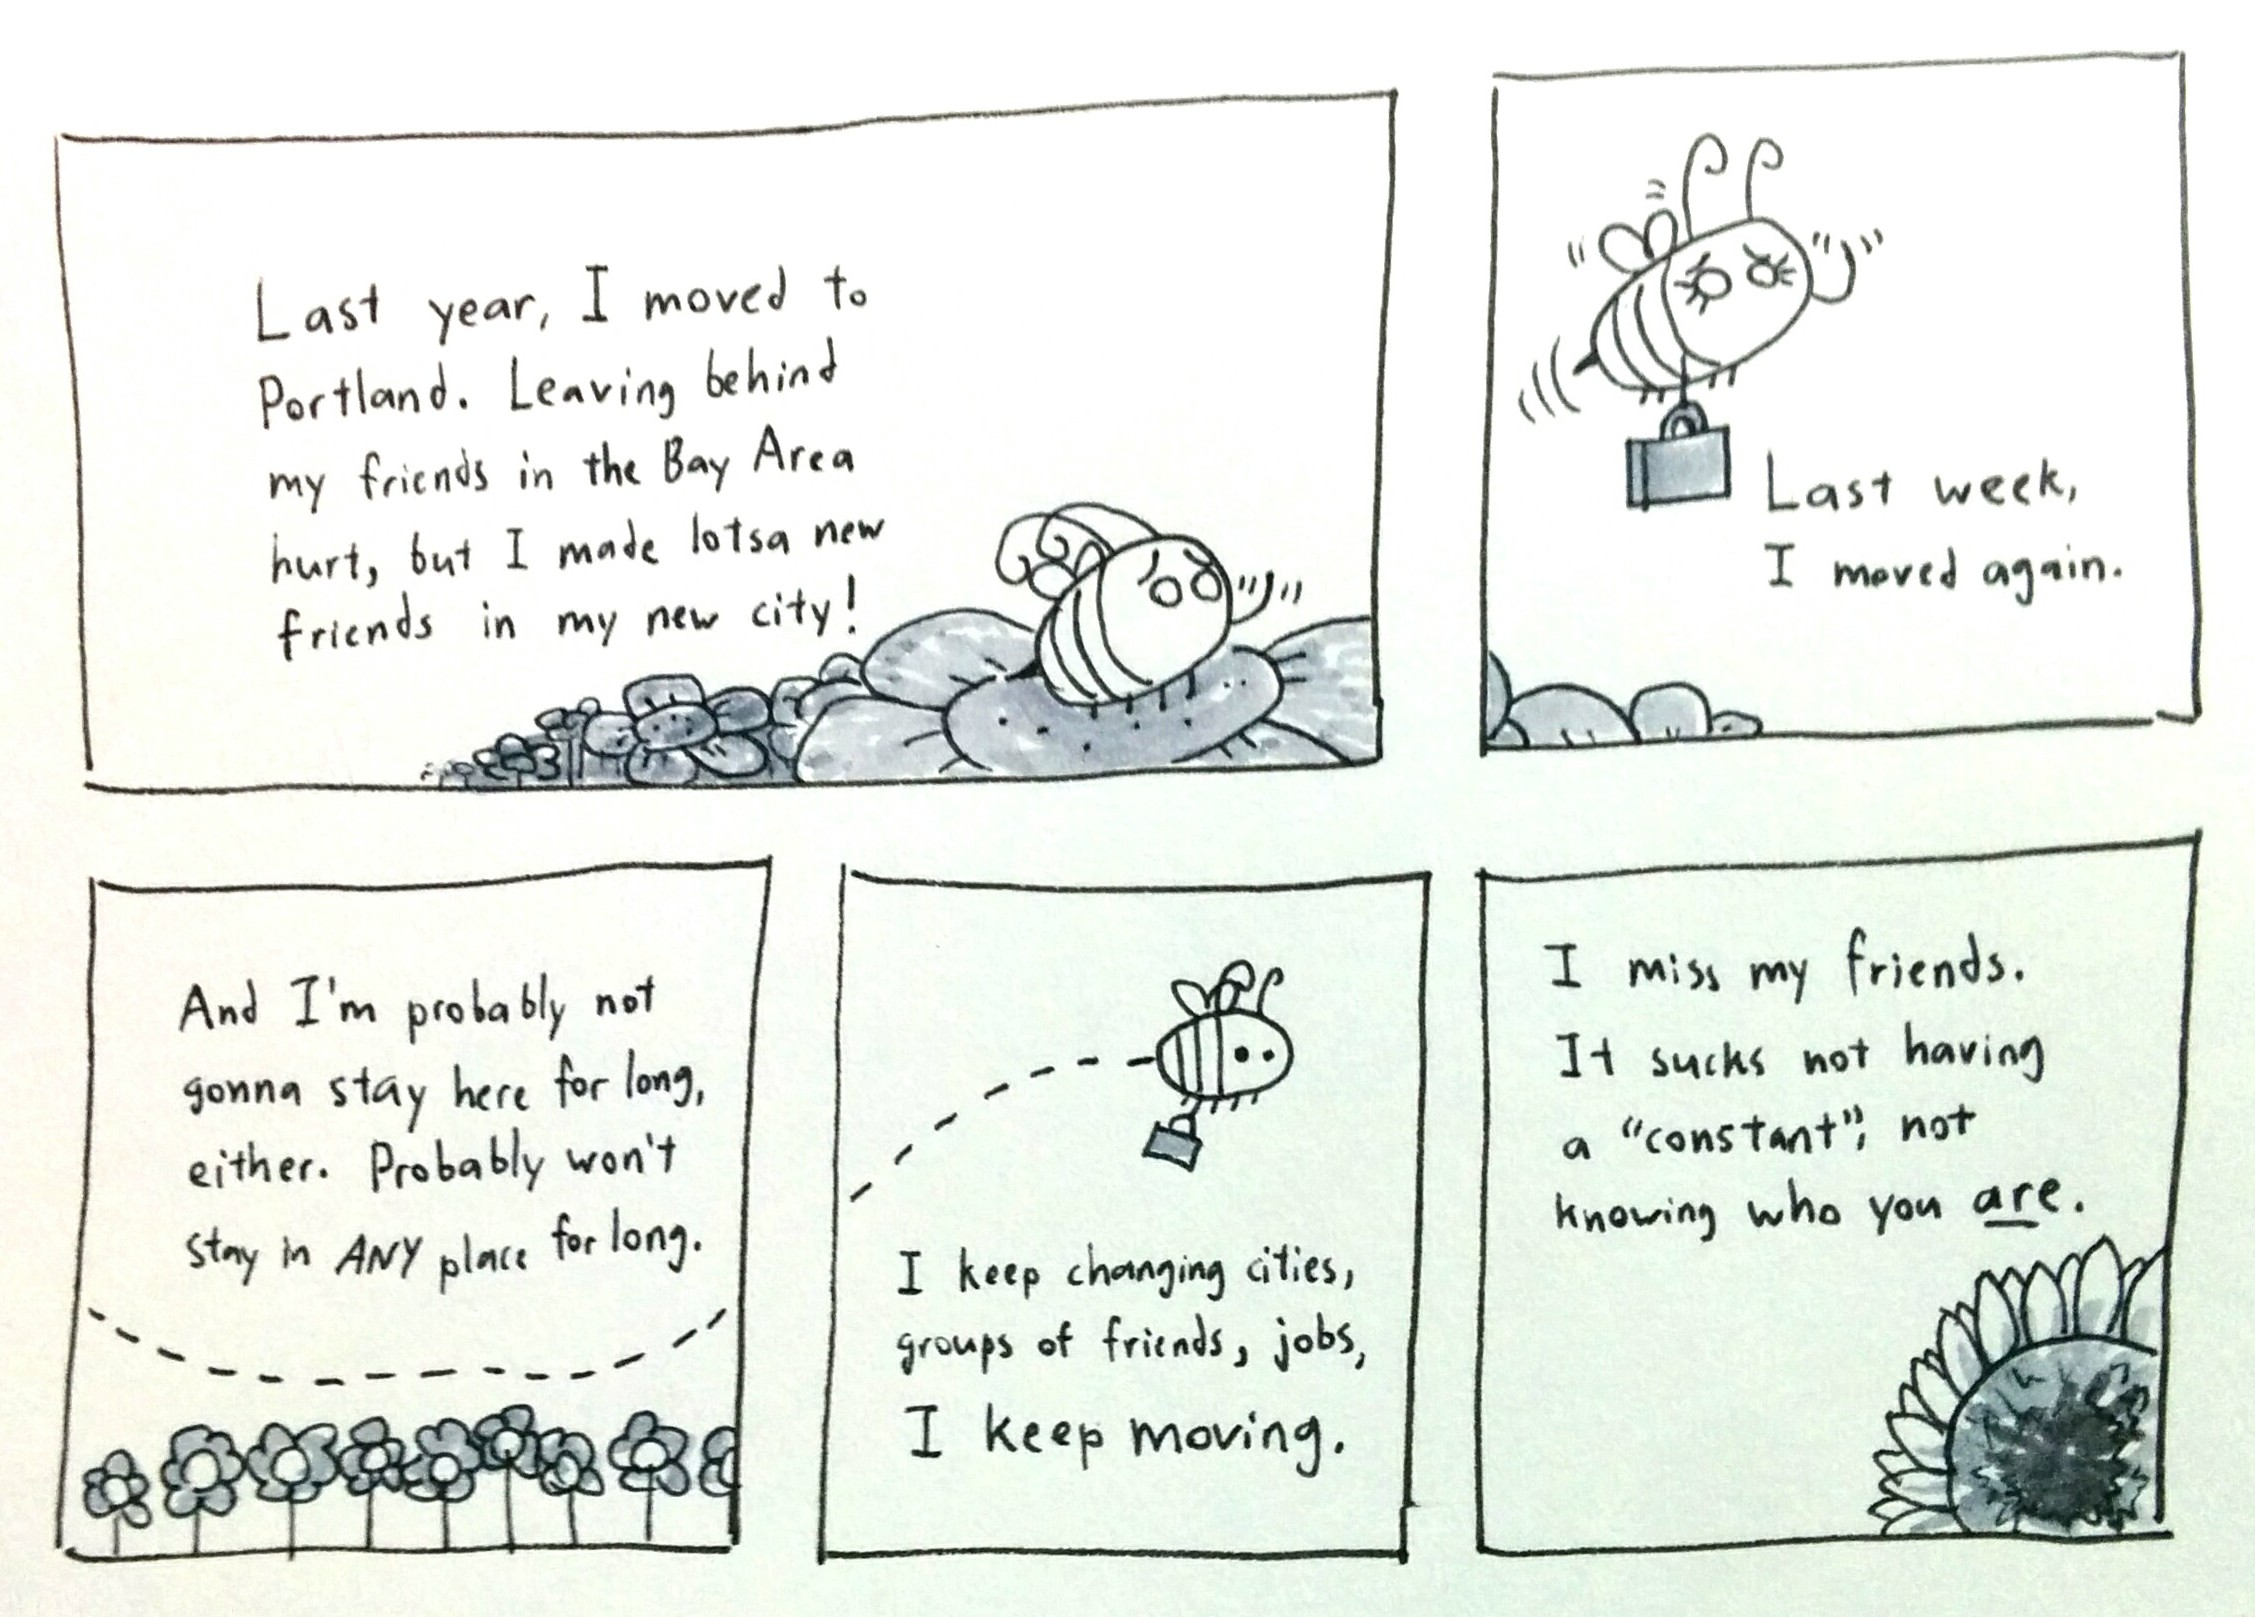 Last year, I moved to
Portland. Leaving behind
my friends in the Bay Area
hurt, but I made lotsa new
friends in my new city!
Last week,
I moved again.
And I'm probably not
gonna stay here for long,
either. Probably won't
stay in ANY place for long.
I keep changing cities,
groups of friends, jobs,
I keep moving.
I miss my friends.
It sucks not having
a "constant", not
knowing who you are.